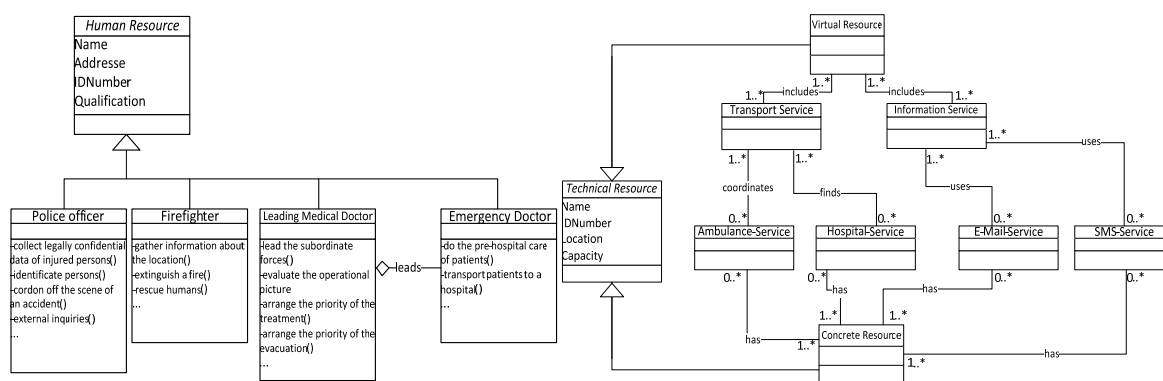 Human Resource
Name
Addresse
IDNumber
Qualification
Police officer
-collect legally confidential
data of injured persons()
-identificate persons()
-cordon off the scene of
an accident()
-external inquiries()
...
Firefighter
-gather information about
the location()
-extinguish a fire()
-rescue humans()
...
Leading Medical Doctor
-lead the subordinate
forces()
-evaluate the operational
picture
-arrange the priority of the
treatment()
-arrange the priority of the
evacuation()
...
leads
Emergency Doctor
-do the pre-hospital care
of patients()
-transport patients to a
hospital()
...
Technical Resource
Name
IDNumber
Location
Capacity
Virtual Resource
1..* 1..*
includes includes
1..* 1..*
Transport Service
Information Service
1..*
1..* 1..* 1..*
uses
coordinates finds uses
0..* 0..* 0..* 0..*
Ambulance-Service
Hospital-Service
E-Mail-Service
SMS-Service
0..* 0..* 0..* 0..*
has has
1..* 1..*
Concrete Resource
has
1..*
1..*
has